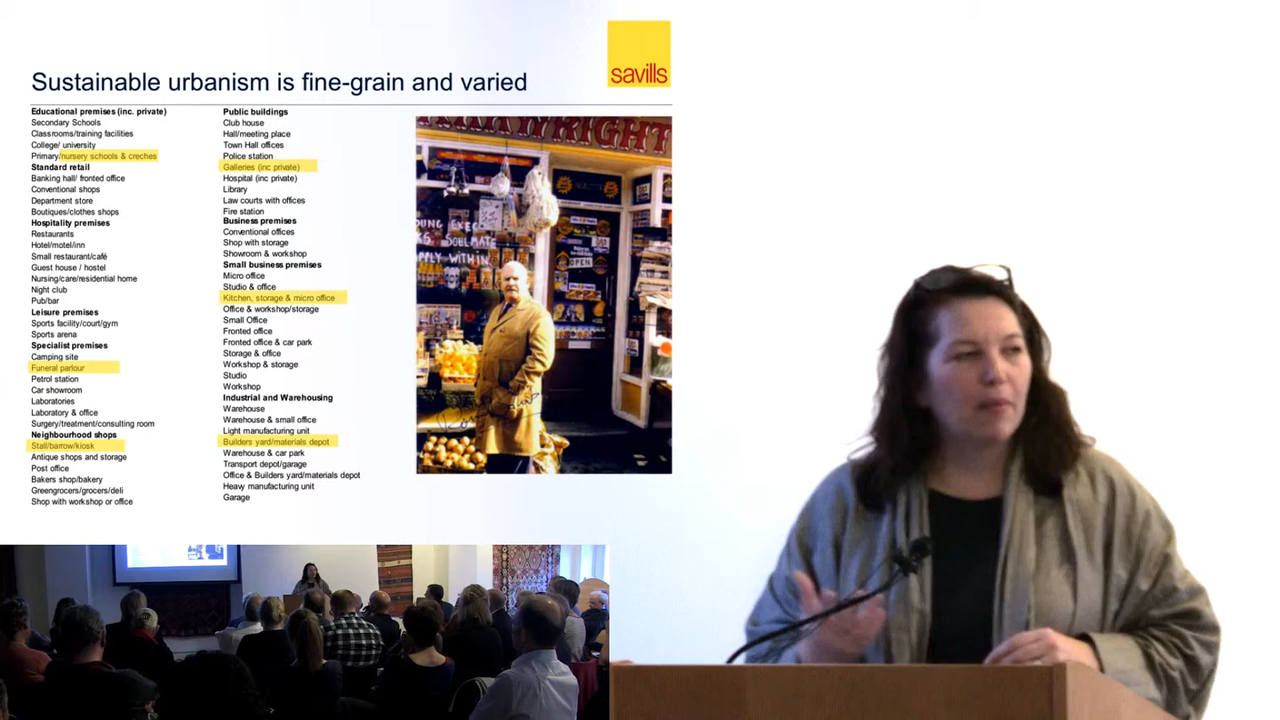 savills
Sustainable urbanism is fine-grain and varied
Educational premises (inc. private)
Secondary Schools
Classrooms/training facilities
College/ university
Primary/nursery schools & creches
Standard retail
Banking hall/ fronted office
Conventional shops
Department store
Boutiques/clothes shops
Hospitality premises
Restaurants
Hotel/motel/inn
Small restaurant/café
Guest house / hostel
Nursing/care/residential home
Night club
Pub/bar
Leisure premises
Sports facility/court/gym
Sports arena
Specialist premises
Camping site
Funeral parlour
Petrol station
Car showroom
Laboratories
Laboratory & office
Surgery/treatment/consulting room
Neighbourhood shops
Stall/barrow/kiosk
Antique shops and storage
Post office
Bakers shop/bakery
Greengrocers/grocers/deli
Shop with workshop or office
Public buildings
Club house
Hall/meeting place
Town Hall offices
Police station
Galleries (inc private)
Hospital (inc private)
Library
Law courts with offices
Fire station
Business premises
Conventional offices
Shop with storage
Showroom & workshop
Small business premises
Micro office
Studio & office
Kitchen, storage & micro office
Office & workshop/storage
Small Office
Fronted office
Fronted office & car park
Storage & office
Workshop & storage
Studio
Workshop
Industrial and Warehousing
Warehouse
Warehouse & small office
Light manufacturing unit
Builders yard/materials depot
Warehouse & car park
Transport depot/garage
Office & Builders yard/materials depot
Heavy manufacturing unit
Garage
WRIGHT
OUNG EXEC
KS SOULMATE
PPLY WITHIN
OPEN